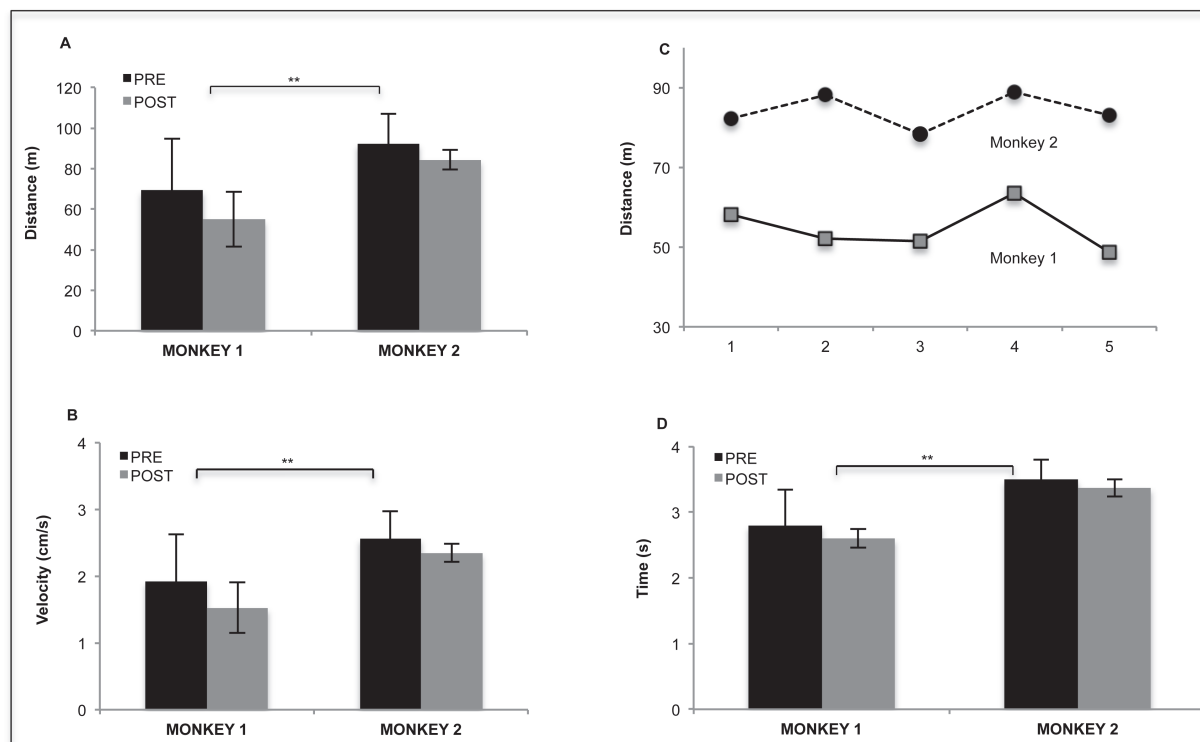 A
PRE
POST
**
120
100
80
60
40
20
0
Distance (m)
MONKEY 1
MONKEY 2
C
90
70
50
30
Distance (m)
Monkey 2
Monkey 1
1
2
3
4
5
B
PRE
POST
**
4
3
2
1
0
Velocity (cm/s)
MONKEY 1
MONKEY 2
D
PRE
POST
**
4
3
2
1
0
Time (s)
MONKEY 1
MONKEY 2